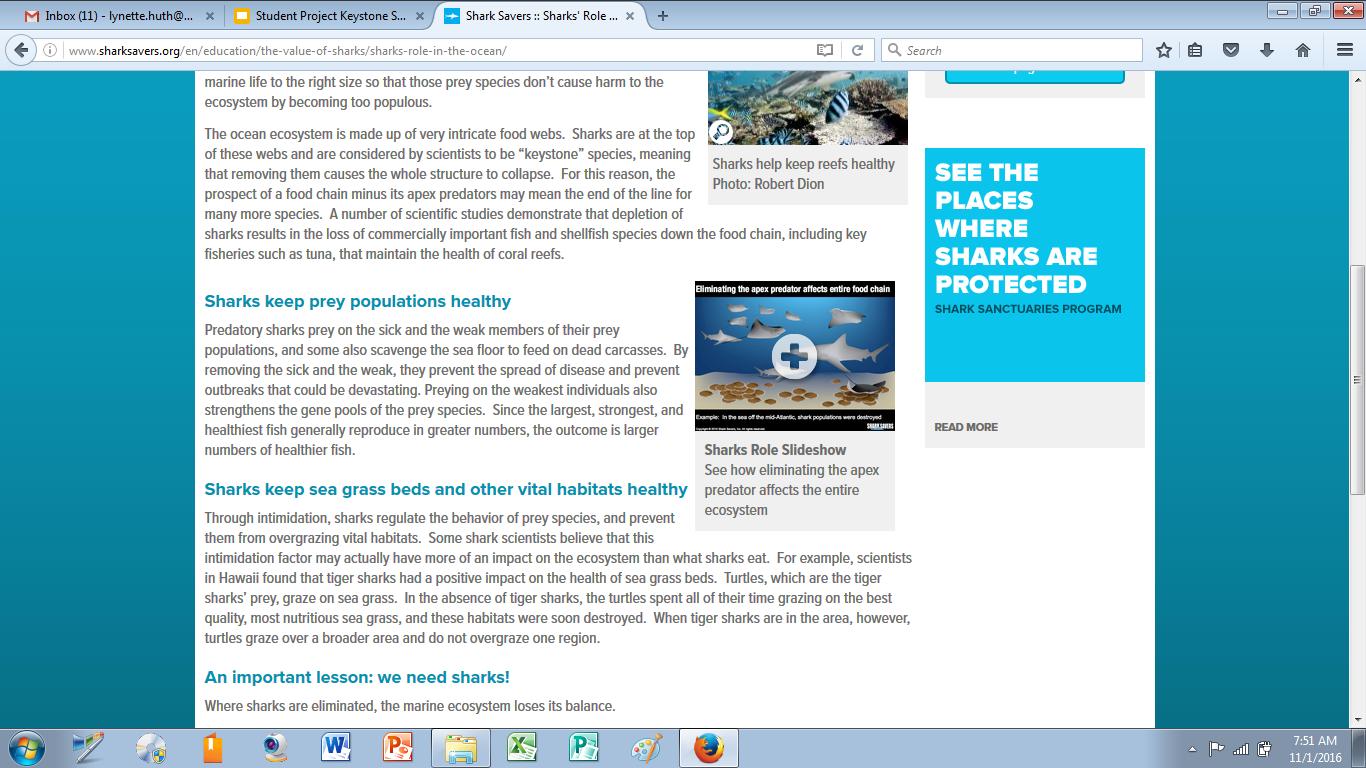 Inbox (11) - lynette.huth@...
Student Project Keystone S...
Shark Savers :: Sharks' Role ...
www.sharksavers.org/en/education/the-value-of-sharks/sharks-role-in-the-ocean/
Search
marine life to the right size so that those prey species don't cause harm to the
ecosystem by becoming too populous.
The ocean ecosystem is made up of very intricate food webs. Sharks are at the top
of these webs and are considered by scientists to be “keystone” species, meaning
that removing them causes the whole structure to collapse. For this reason, the
prospect of a food chain minus its apex predators may mean the end of the line for
many more species. A number of scientific studies demonstrate that depletion of
sharks results in the loss of commercially important fish and shellfish species down the food chain, including key
fisheries such as tuna, that maintain the health of coral reefs.
Sharks help keep reefs healthy
Photo: Robert Dion
Sharks keep prey populations healthy
Predatory sharks prey on the sick and the weak members of their prey
populations, and some also scavenge the sea floor to feed on dead carcasses. By
removing the sick and the weak, they prevent the spread of disease and prevent
outbreaks that could be devastating. Preying on the weakest individuals also
strengthens the gene pools of the prey species. Since the largest, strongest, and
healthiest fish generally reproduce in greater numbers, the outcome is larger
numbers of healthier fish.
Eliminating the apex predator affects entire food chain
Example: In the sea off the mid-Atlantic, shark populations were destroyed
SHARK SAVERS
Sharks Role Slideshow
See how eliminating the apex
predator affects the entire
ecosystem
Sharks keep sea grass beds and other vital habitats healthy
Through intimidation, sharks regulate the behavior of prey species, and prevent
them from overgrazing vital habitats. Some shark scientists believe that this
intimidation factor may actually have more of an impact on the ecosystem than what sharks eat. For example, scientists
in Hawaii found that tiger sharks had a positive impact on the health of sea grass beds. Turtles, which are the tiger
sharks' prey, graze on sea grass. In the absence of tiger sharks, the turtles spent all of their time grazing on the best
quality, most nutritious sea grass, and these habitats were soon destroyed. When tiger sharks are in the area, however,
turtles graze over a broader area and do not overgraze one region.
An important lesson: we need sharks!
Where sharks are eliminated, the marine ecosystem loses its balance.
SEE THE
PLACES
WHERE
SHARKS ARE
PROTECTED
SHARK SANCTUARIES PROGRAM
READ MORE
7:51 AM
11/1/2016